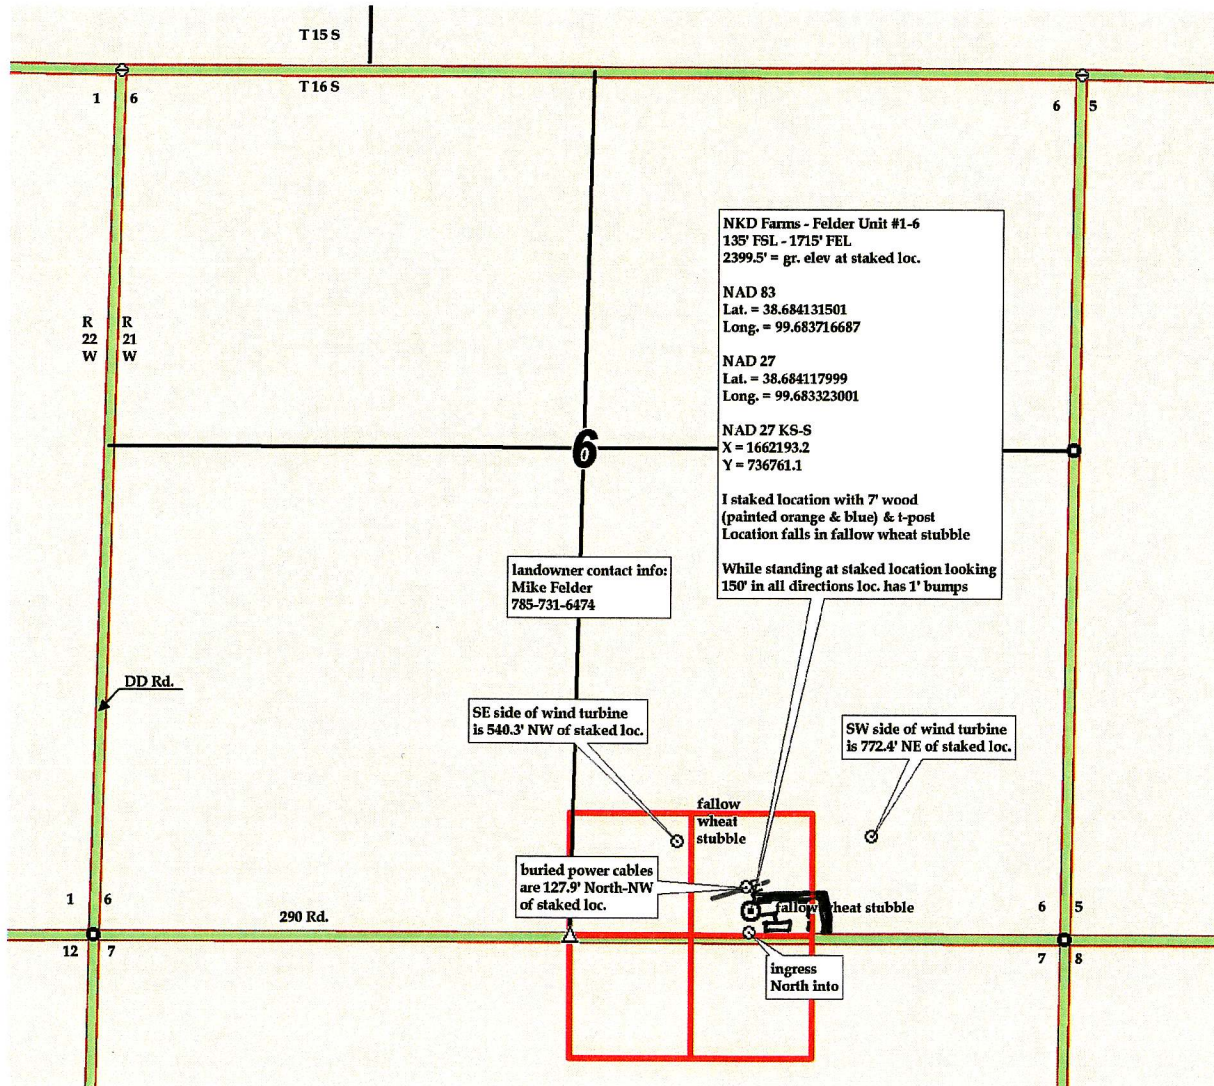 T 15 S
T 16 S
1 6
6 5
NKD Farms - Felder Unit #1-6
135' FSL - 1715' FEL
2399.5' = gr. elev at staked loc.
NAD 83
Lat. = 38.684131501
Long. = 99.683716687
NAD 27
Lat. = 38.684117999
Long. = 99.683323001
NAD 27 KS-S
X = 1662193.2
Y = 736761.1
I staked location with 7' wood
(painted orange & blue) & t-post
Location falls in fallow wheat stubble
While standing at staked location looking
150' in all directions loc. has 1' bumps
R R
22 21
W W
6
landowner contact info:
Mike Felder
785-731-6474
DD Rd.
SE side of wind turbine
is 540.3' NW of staked loc.
SW side of wind turbine
is 772.4' NE of staked loc.
fallow
wheat
stubble
buried power cables
are 127.9' North-NW
of staked loc.
fallow wheat stubble
1 6
6 5
290 Rd.
12 7
7 8
ingress
North into